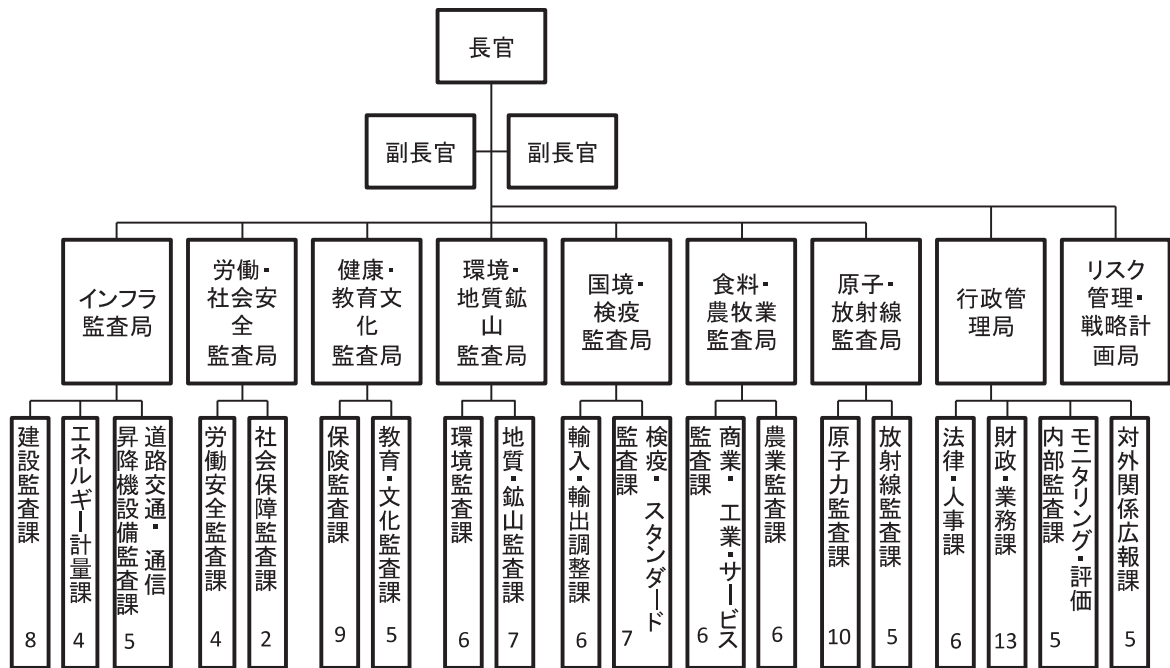 長官
副長官
副長官
インフラ
監査局
労働・
社会安
全
監査局
健康・
教育文
化
監査局
環境・
地質鉱
山
監査局
国境・
検疫
監査局
食料・
農牧業
監査局
原子・
放射線
監査局
行政管
理局
リスク
管理・
戦略計
画局
建設監査課
8
エネルギー計量課
4
道路交通・通信
昇降機設備監査課
5
労働安全監査課
4
社会保障監査課
2
保険監査課
9
教育・文化監査課
5
環境監査課
6
地質・鉱山監査課
7
輸入・輸出調整課
6
検疫・スタンダード
監査課
7
商業・工業・サービス
監査課
6
農業監査課
6
原子力監査課
10
放射線監査課
5
法律・人事課
6
財政・業務課
13
モニタリング・評価
内部監査課
5
対外関係広報課
5